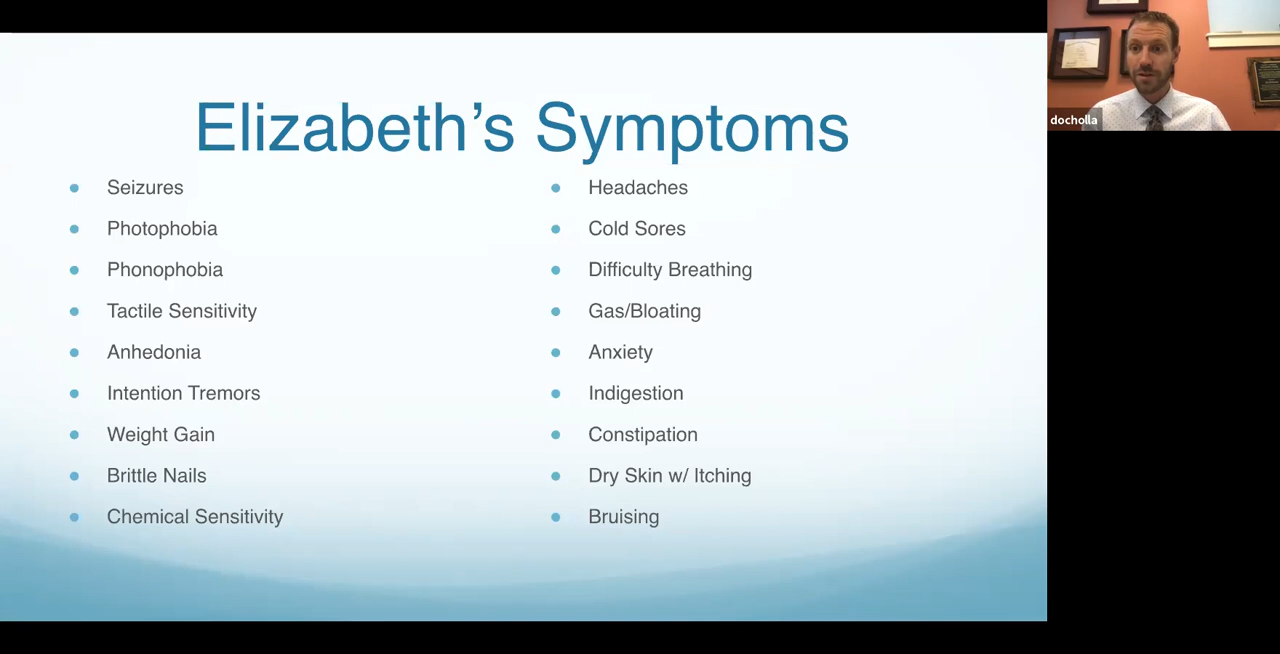 Elizabeth's Symptoms
Seizures
Photophobia
Phonophobia
Tactile Sensitivity
Anhedonia
Intention Tremors
Weight Gain
Brittle Nails
Chemical Sensitivity
Headaches
Cold Sores
Difficulty Breathing
Gas/Bloating
Anxiety
Indigestion
Constipation
Dry Skin w/ Itching
Bruising
docholla